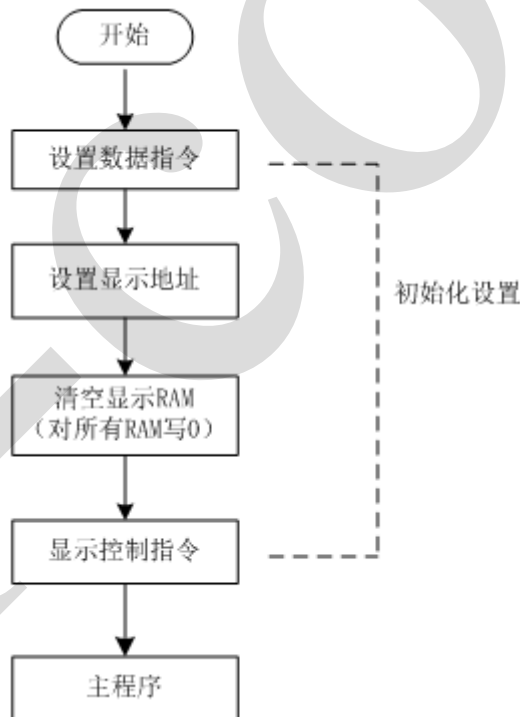 开始
设置数据指令
设置显示地址
初始化设置
清空显示RAM
（对所有RAM写0）
显示控制指令
主程序